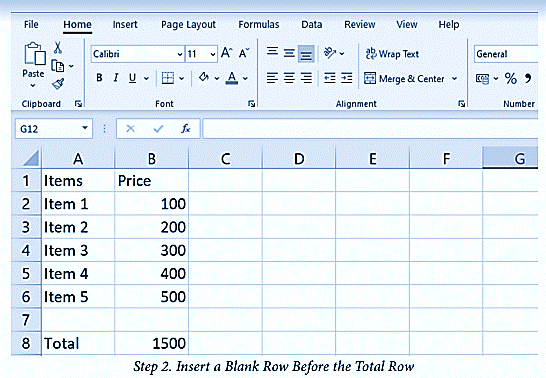 File Home Insert Page Layout Formulas Data Review View Help
Calibri 11 A^ A˅ Wrap Text General
Paste B I U A Merge & Center % 9
Clipboard Font Alignment Number
G12 fx
A B C D E F G
1 Items Price
2 Item 1 100
3 Item 2 200
4 Item 3 300
5 Item 4 400
6 Item 5 500
7
8 Total 1500
Step 2. Insert a Blank Row Before the Total Row